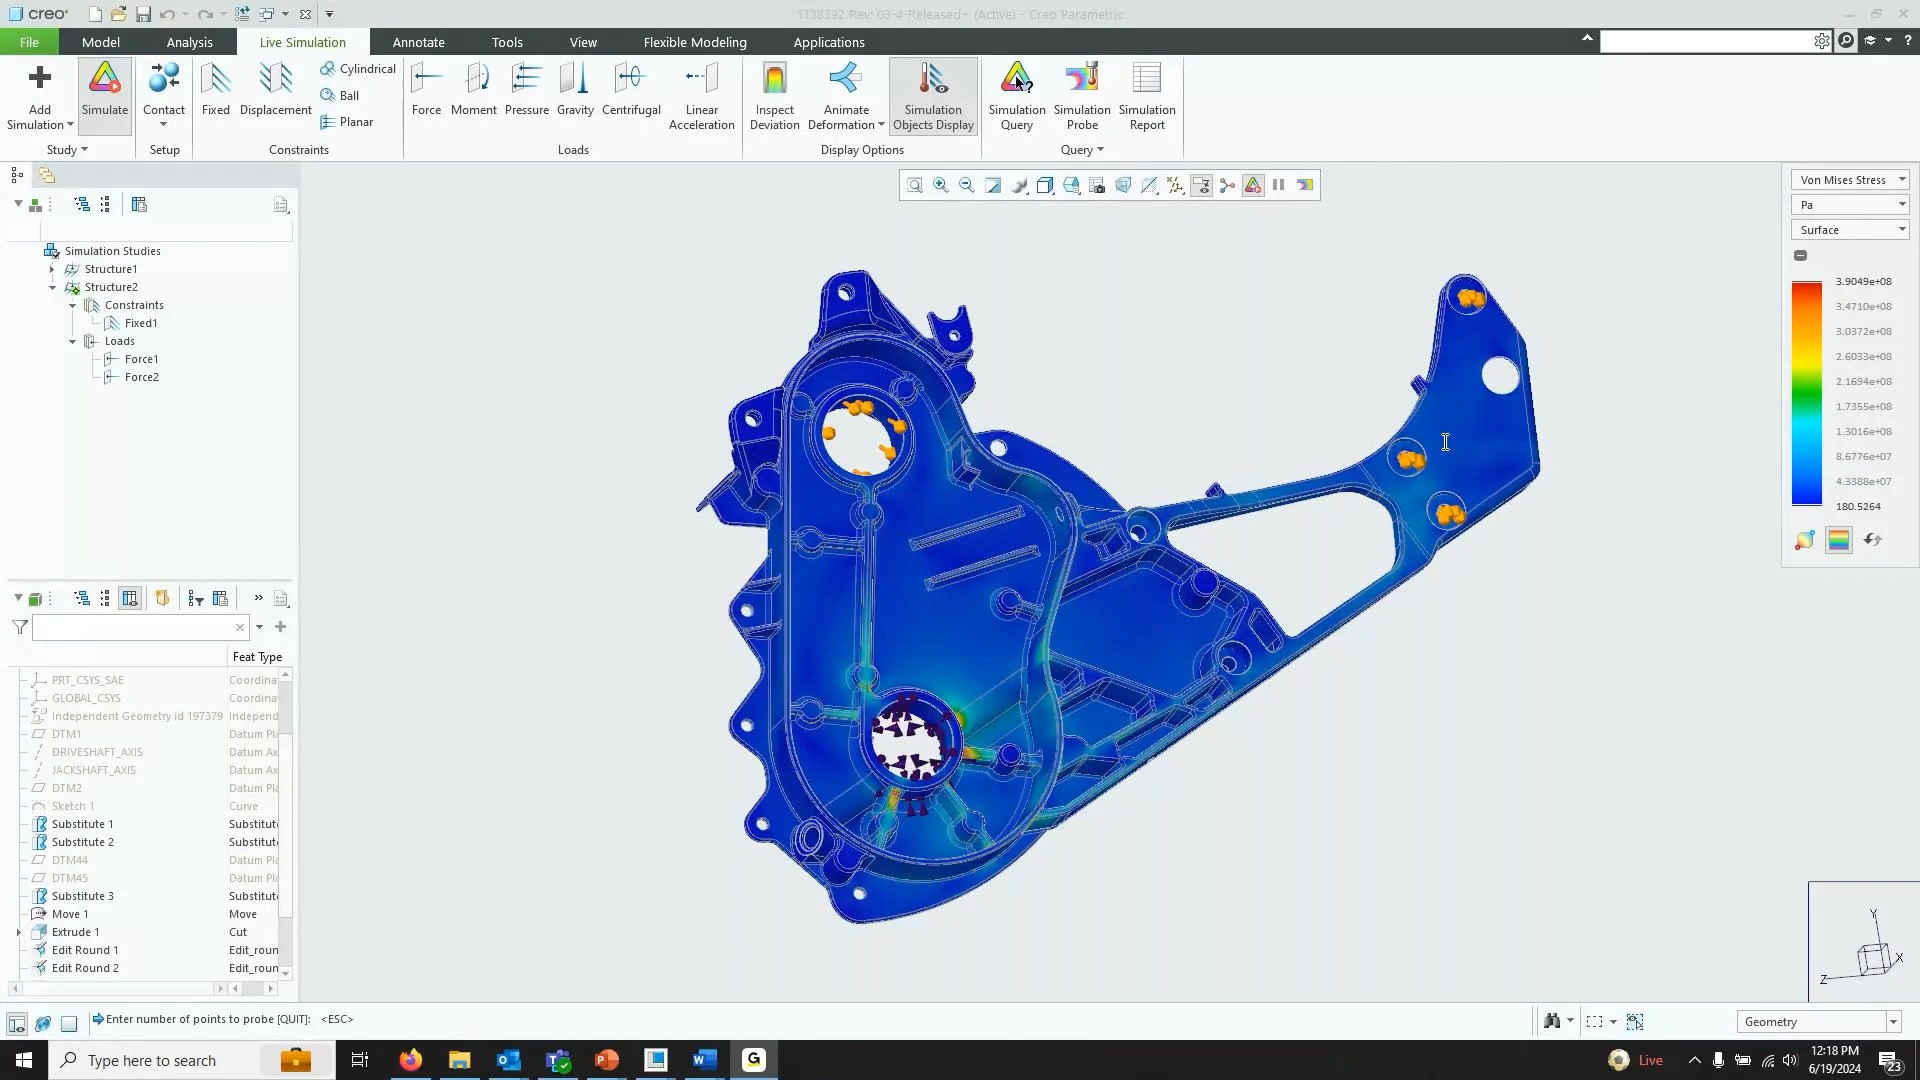 creo
5138392 Rev: 03-4-Released+ (Active) - Creo Parametric
File Model Analysis Live Simulation Annotate Tools View Flexible Modeling Applications
Add Simulation
Simulate
Study
Contact
Setup
Fixed
Displacement
Cylindrical
Ball
Planar
Constraints
Force
Moment
Pressure
Gravity
Centrifugal
Linear Acceleration
Loads
Inspect Deviation
Animate Deformation
Simulation Objects Display
Display Options
Simulation Query
Simulation Probe
Simulation Report
Query
Simulation Studies
Structure1
Structure2
Constraints
Fixed1
Loads
Force1
Force2
Feat Type
PRT_CSYS_SAE Coordina
GLOBAL_CSYS Coordina
Independent Geometry id 197379 Independ
DTM1 Datum Pla
DRIVESHAFT_AXIS Datum Ax
JACKSHAFT_AXIS Datum Ax
DTM2 Datum Pla
Sketch 1 Curve
Substitute 1 Substitute
Substitute 2 Substitute
DTM44 Datum Pla
DTM45 Datum Pla
Substitute 3 Substitute
Move 1 Move
Extrude 1 Cut
Edit Round 1 Edit_roun
Edit Round 2 Edit_roun
Von Mises Stress
Pa
Surface
3.9049e+08
3.4710e+08
3.0372e+08
2.6033e+08
2.1694e+08
1.7355e+08
1.3016e+08
8.6776e+07
4.3388e+07
180.5264
Y
X
Z
Enter number of points to probe [QUIT]: <ESC>
Geometry
Type here to search
Live
12:18 PM
6/19/2024
23